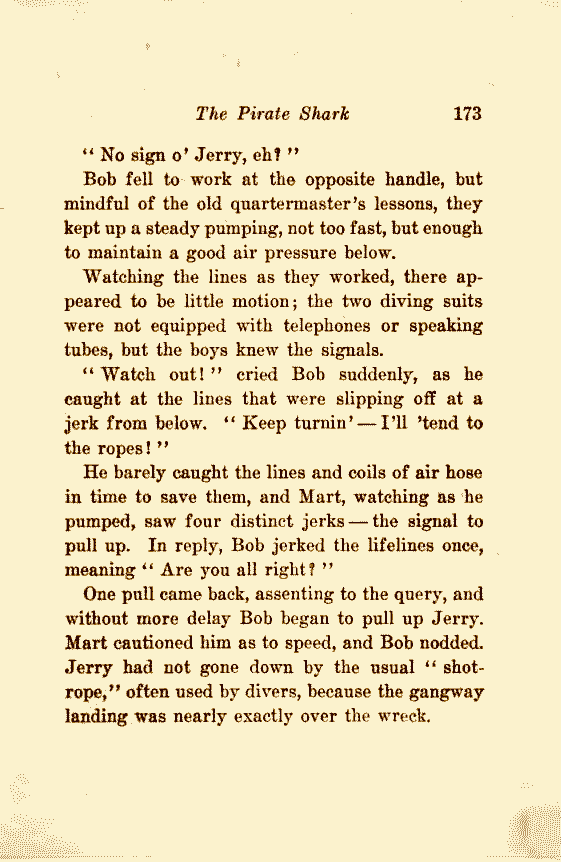 The Pirate Shark 173
“ No sign o’ Jerry, eh? ”
Bob fell to work at the opposite handle, but
mindful of the old quartermaster’s lessons, they
kept up a steady pumping, not too fast, but enough
to maintain a good air pressure below.
Watching the lines as they worked, there ap-
peared to be little motion; the two diving suits
were not equipped with telephones or speaking
tubes, but the boys knew the signals.
“ Watch out! ” cried Bob suddenly, as he
caught at the lines that were slipping off at a
jerk from below. “ Keep turnin’ — I’ll ’tend to
the ropes! ”
He barely caught the lines and coils of air hose
in time to save them, and Mart, watching as he
pumped, saw four distinct jerks — the signal to
pull up. In reply, Bob jerked the lifelines once,
meaning “ Are you all right? ”
One pull came back, assenting to the query, and
without more delay Bob began to pull up Jerry.
Mart cautioned him as to speed, and Bob nodded.
Jerry had not gone down by the usual “ shot-
rope,” often used by divers, because the gangway
landing was nearly exactly over the wreck.